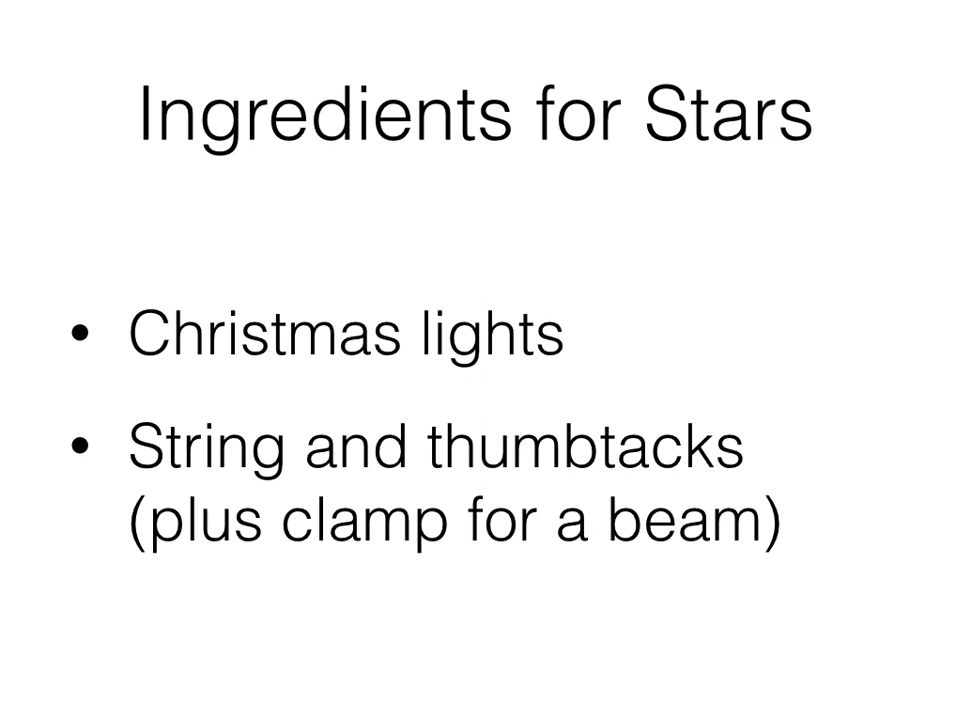 Ingredients for Stars
• Christmas lights
• String and thumbtacks
(plus clamp for a beam)